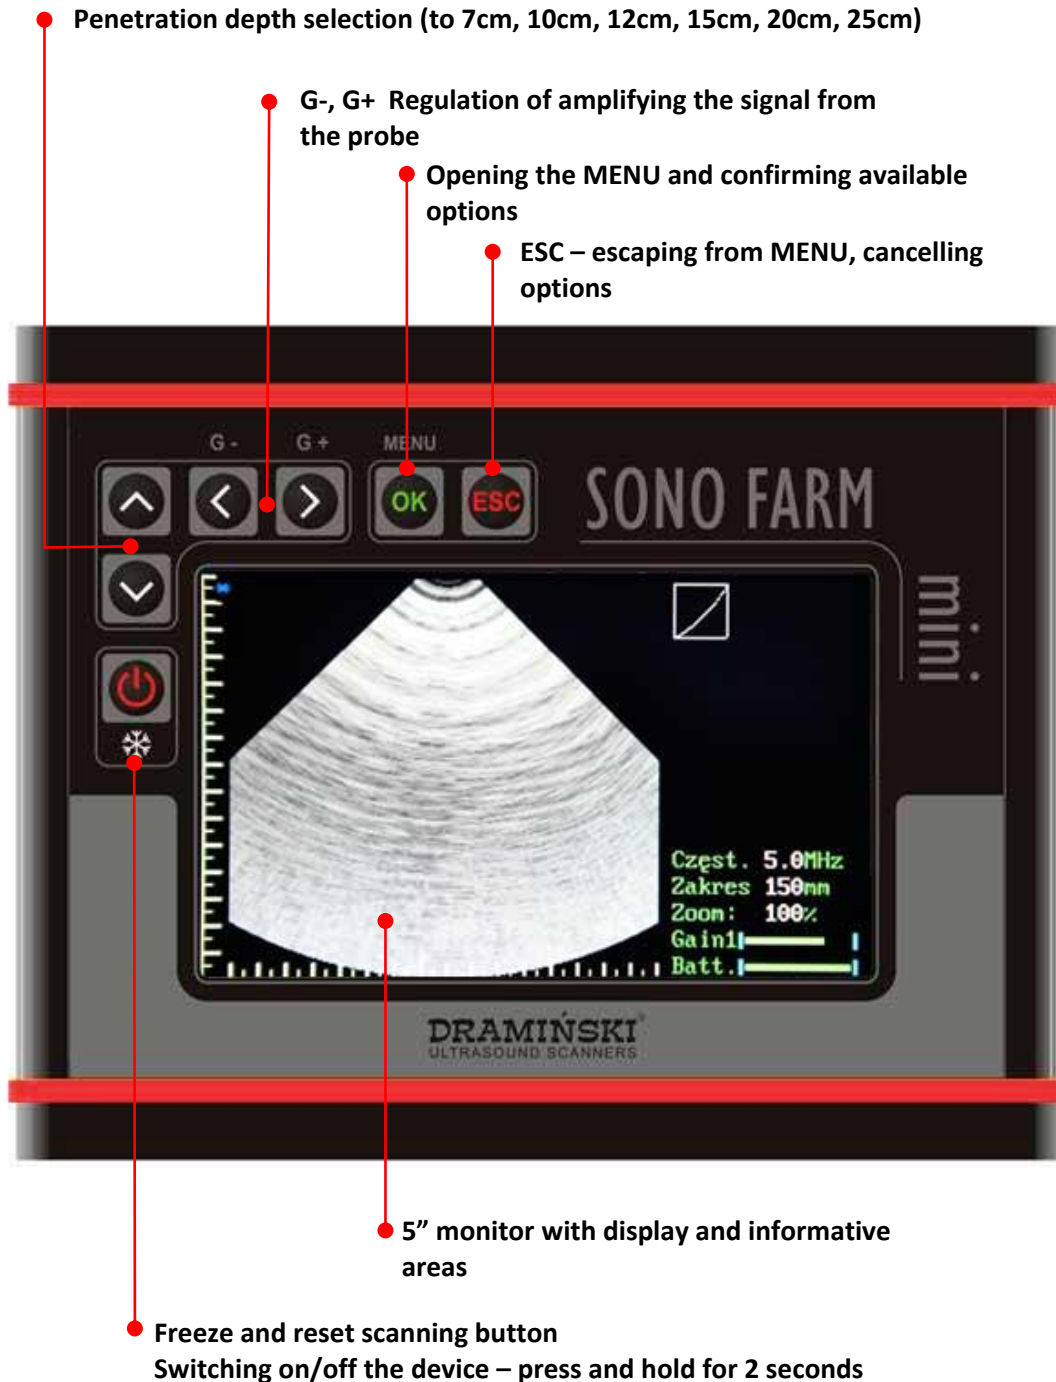 Penetration depth selection (to 7cm, 10cm, 12cm, 15cm, 20cm, 25cm)
G-, G+  Regulation of amplifying the signal from
the probe
Opening the MENU and confirming available
options
ESC – escaping from MENU, cancelling
options
G -
G +
MENU
OK
ESC
SONO FARM
mini
Częst. 5.0MHz
Zakres 150mm
Zoom: 100%
Gain1
Batt.
DRAMIŃSKI®
ULTRASOUND SCANNERS
5” monitor with display and informative
areas
Freeze and reset scanning button
Switching on/off the device – press and hold for 2 seconds